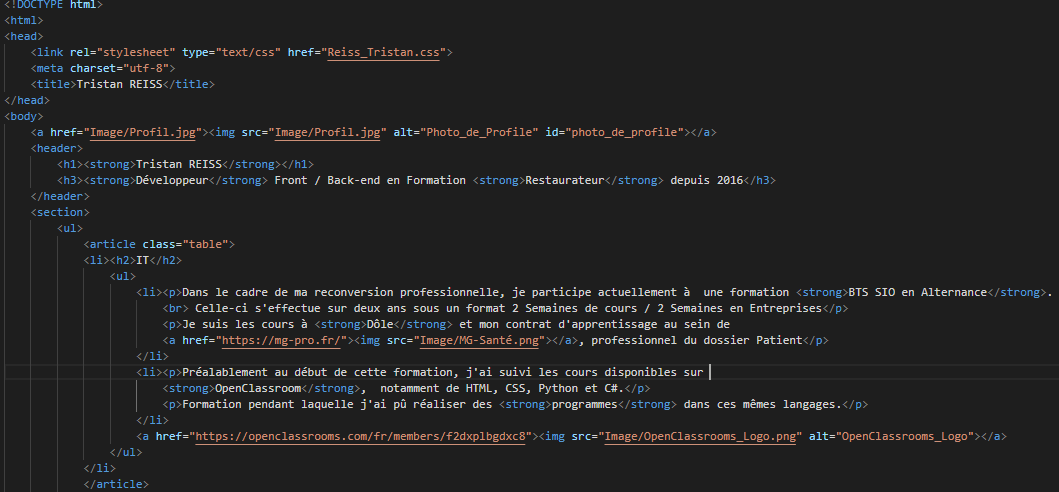 <!DOCTYPE html>
<html>
<head>
    <link rel="stylesheet" type="text/css" href="Reiss_Tristan.css">
    <meta charset="utf-8">
    <title>Tristan REISS</title>
</head>
<body>
    <a href="Image/Profil.jpg"><img src="Image/Profil.jpg" alt="Photo_de_Profile" id="photo_de_profile"></a>
    <header>
        <h1><strong>Tristan REISS</strong></h1>
        <h3><strong>Développeur</strong> Front / Back-end en Formation <strong>Restaurateur</strong> depuis 2016</h3>
    </header>
    <section>
        <ul>
            <article class="table">
            <li><h2>IT</h2>
                <ul>
                    <li><p>Dans le cadre de ma reconversion professionnelle, je participe actuellement à  une formation <strong>BTS SIO en Alternance</strong>.
                        <br> Celle-ci s'effectue sur deux ans sous un format 2 Semaines de cours / 2 Semaines en Entreprises</p>
                        <p>Je suis les cours à <strong>Dôle</strong> et mon contrat d'apprentissage au sein de
                        <a href="https://mg-pro.fr/"><img src="Image/MG-Santé.png"></a>, professionnel du dossier Patient</p>
                    </li>
                    <li><p>Préalablement au début de cette formation, j'ai suivi les cours disponibles sur
                        <strong>OpenClassroom</strong>,  notamment de HTML, CSS, Python et C#.</p>
                        <p>Formation pendant laquelle j'ai pû réaliser des <strong>programmes</strong> dans ces mêmes langages.</p>
                    </li>
                    <a href="https://openclassrooms.com/fr/members/f2dxplbgdxc8"><img src="Image/OpenClassrooms_Logo.png" alt="OpenClassrooms_Logo"></a>
                </ul>
            </li>
            </article>